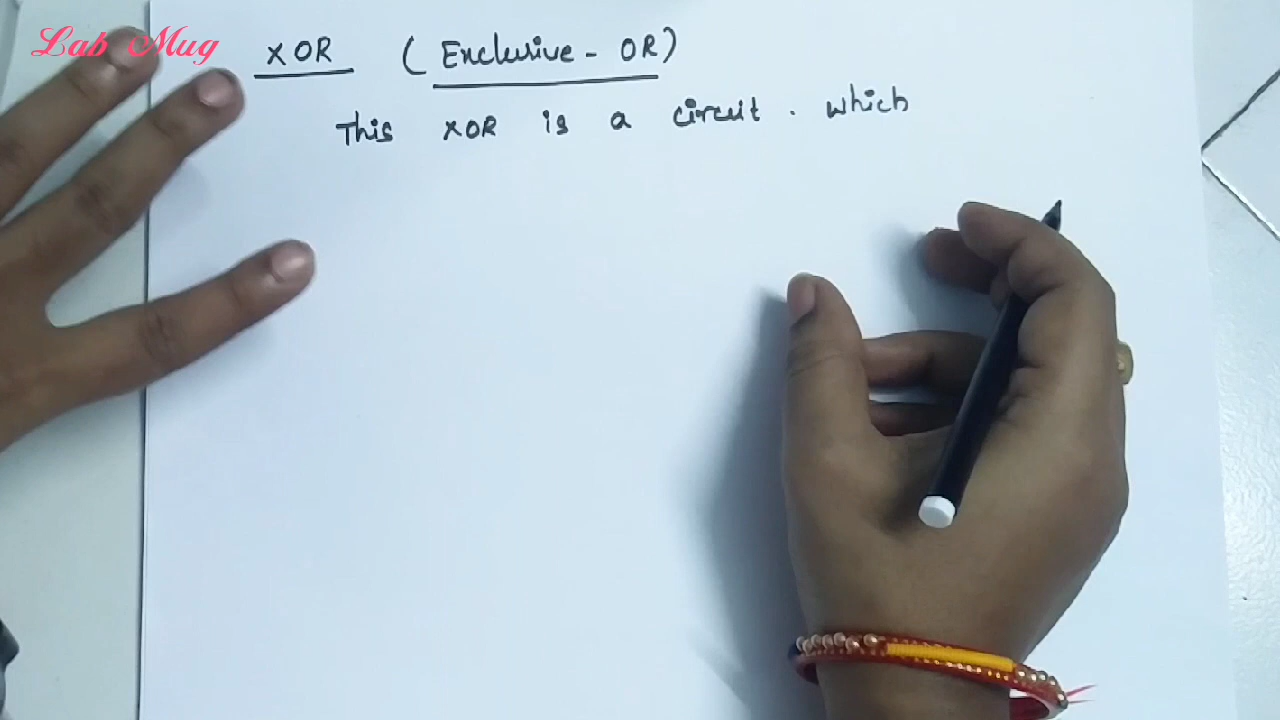 Lab Mug
XOR (Exclusive - OR)
This XOR is a circuit . which